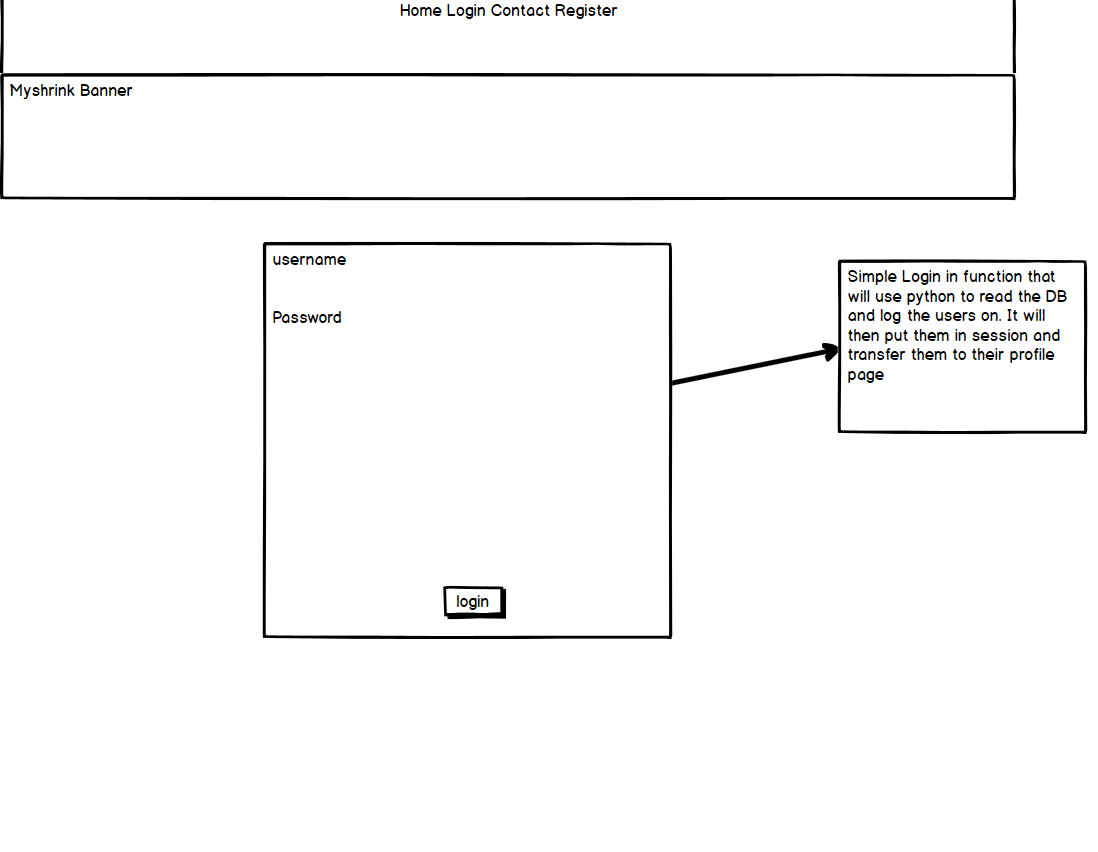 Home Login Contact Register
Myshrink Banner
username
Password
login
Simple Login in function that
will use python to read the DB
and log the users on. It will
then put them in session and
transfer them to their profile
page